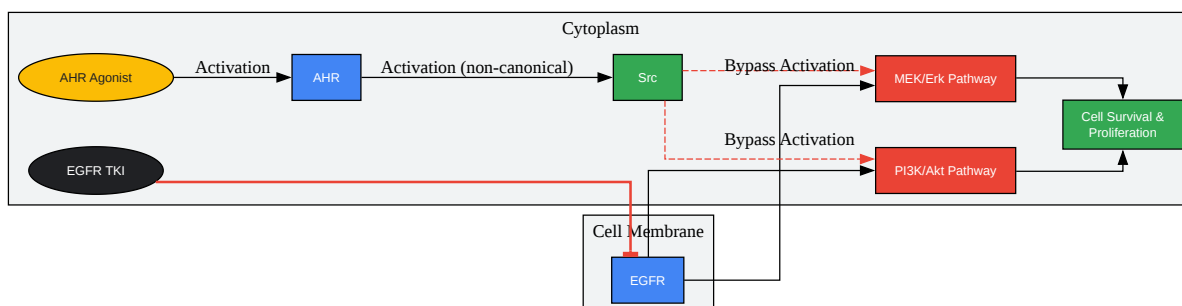 Cytoplasm
AHR Agonist
Activation
AHR
Activation (non-canonical)
Src
Bypass Activation
MEK/Erk Pathway
Cell Survival &
Proliferation
EGFR TKI
Bypass Activation
PI3K/Akt Pathway
Cell Membrane
EGFR